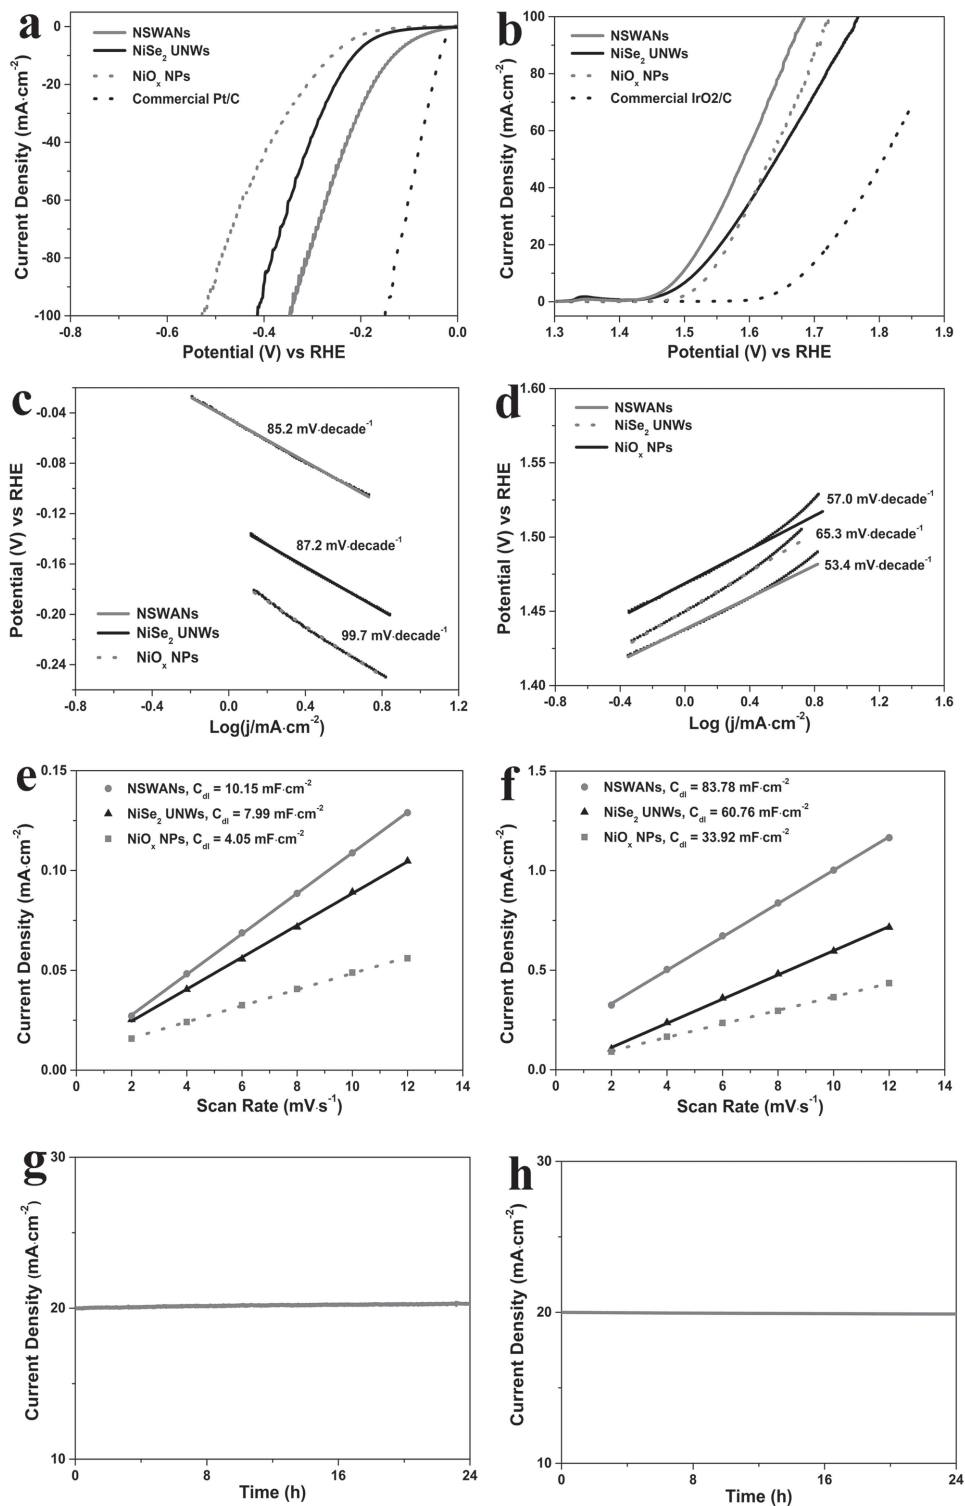 a
NSWANs
NiSe₂ UNWs
NiOₓ NPs
Commercial Pt/C
Current Density (mA·cm⁻²)
0
-20
-40
-60
-80
-100
-0.8
-0.6
-0.4
-0.2
0.0
Potential (V) vs RHE
b
NSWANs
NiSe₂ UNWs
NiOₓ NPs
Commercial IrO2/C
Current Density (mA·cm⁻²)
100
80
60
40
20
0
1.3
1.4
1.5
1.6
1.7
1.8
1.9
Potential (V) vs RHE
c
85.2 mV·decade⁻¹
87.2 mV·decade⁻¹
99.7 mV·decade⁻¹
NSWANs
NiSe₂ UNWs
NiOₓ NPs
Potential (V) vs RHE
-0.04
-0.08
-0.12
-0.16
-0.20
-0.24
-0.8
-0.4
0.0
0.4
0.8
1.2
Log(j/mA·cm⁻²)
d
NSWANs
NiSe₂ UNWs
NiOₓ NPs
57.0 mV·decade⁻¹
65.3 mV·decade⁻¹
53.4 mV·decade⁻¹
Potential (V) vs RHE
1.60
1.55
1.50
1.45
1.40
-0.8
-0.4
0.0
0.4
0.8
1.2
1.6
Log (j/mA·cm⁻²)
e
NSWANs, C_dl = 10.15 mF·cm⁻²
NiSe₂ UNWs, C_dl = 7.99 mF·cm⁻²
NiOₓ NPs, C_dl = 4.05 mF·cm⁻²
Current Density (mA·cm⁻²)
0.15
0.10
0.05
0.00
0
2
4
6
8
10
12
14
Scan Rate (mV·s⁻¹)
f
NSWANs, C_dl = 83.78 mF·cm⁻²
NiSe₂ UNWs, C_dl = 60.76 mF·cm⁻²
NiOₓ NPs, C_dl = 33.92 mF·cm⁻²
Current Density (mA·cm⁻²)
1.5
1.0
0.5
0.0
0
2
4
6
8
10
12
14
Scan Rate (mV·s⁻¹)
g
Current Density (mA·cm⁻²)
30
20
10
0
8
16
24
Time (h)
h
Current Density (mA·cm⁻²)
30
20
10
0
8
16
24
Time (h)